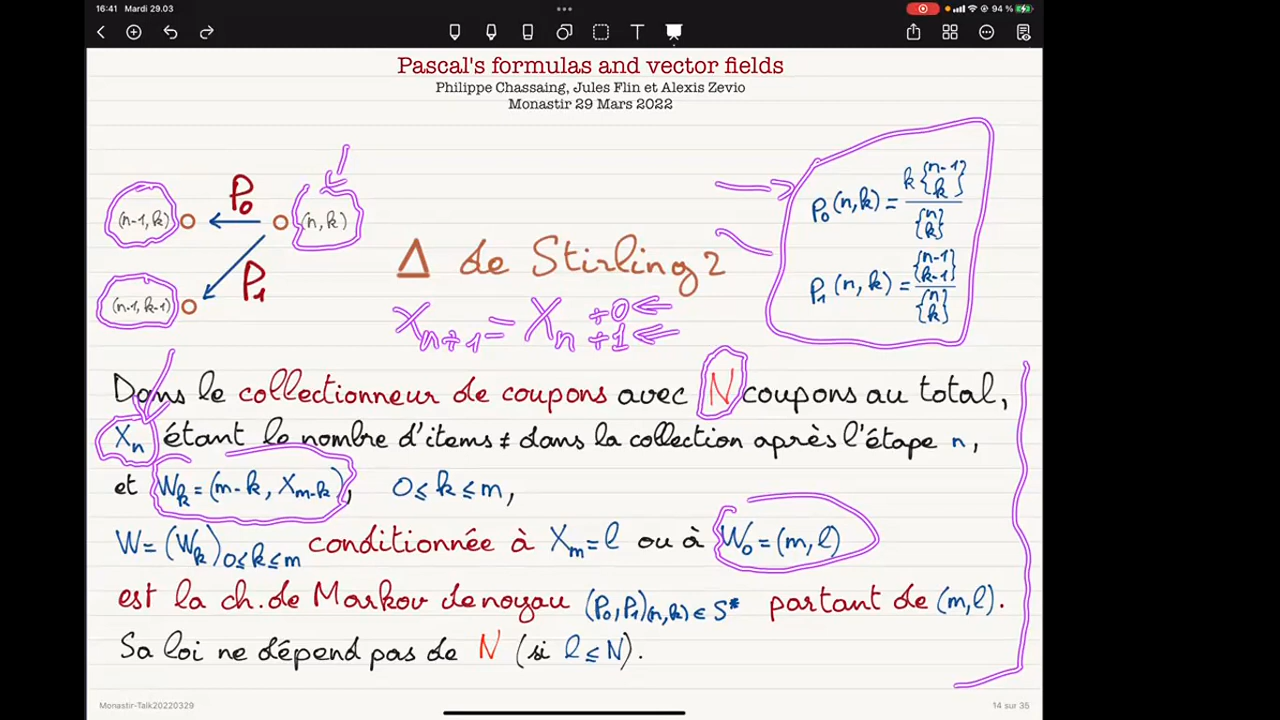 16:41 Mardi 29.03
94 %
Pascal's formulas and vector fields
Philippe Chassaing, Jules Flin et Alexis Zevio
Monastir 29 Mars 2022
P₀
(n-1, k) (n, k)
P₁
(n-1, k-1)
p₀(n,k) = k{n-1 k} / {n k}
p₁(n,k) = {n-1 k-1} / {n k}
Δ de Stirling 2
Xₙ₊₁ = Xₙ +0 ⇐
+1 ⇐
Dans le collectionneur de coupons avec N coupons au total,
Xₙ étant le nombre d'items ≠ dans la collection après l'étape n,
et Wₖ = (m-k, Xₘ₋ₖ), 0≤k≤m,
W = (Wₖ)0≤k≤m conditionnée à Xₘ = l ou à W₀ = (m, l)
est la ch. de Markov de noyau (P₀, P₁)(n,k) ∈ S* partant de (m, l).
Sa loi ne dépend pas de N (si l ≤ N).
Monastir-Talk20220329
14 sur 35